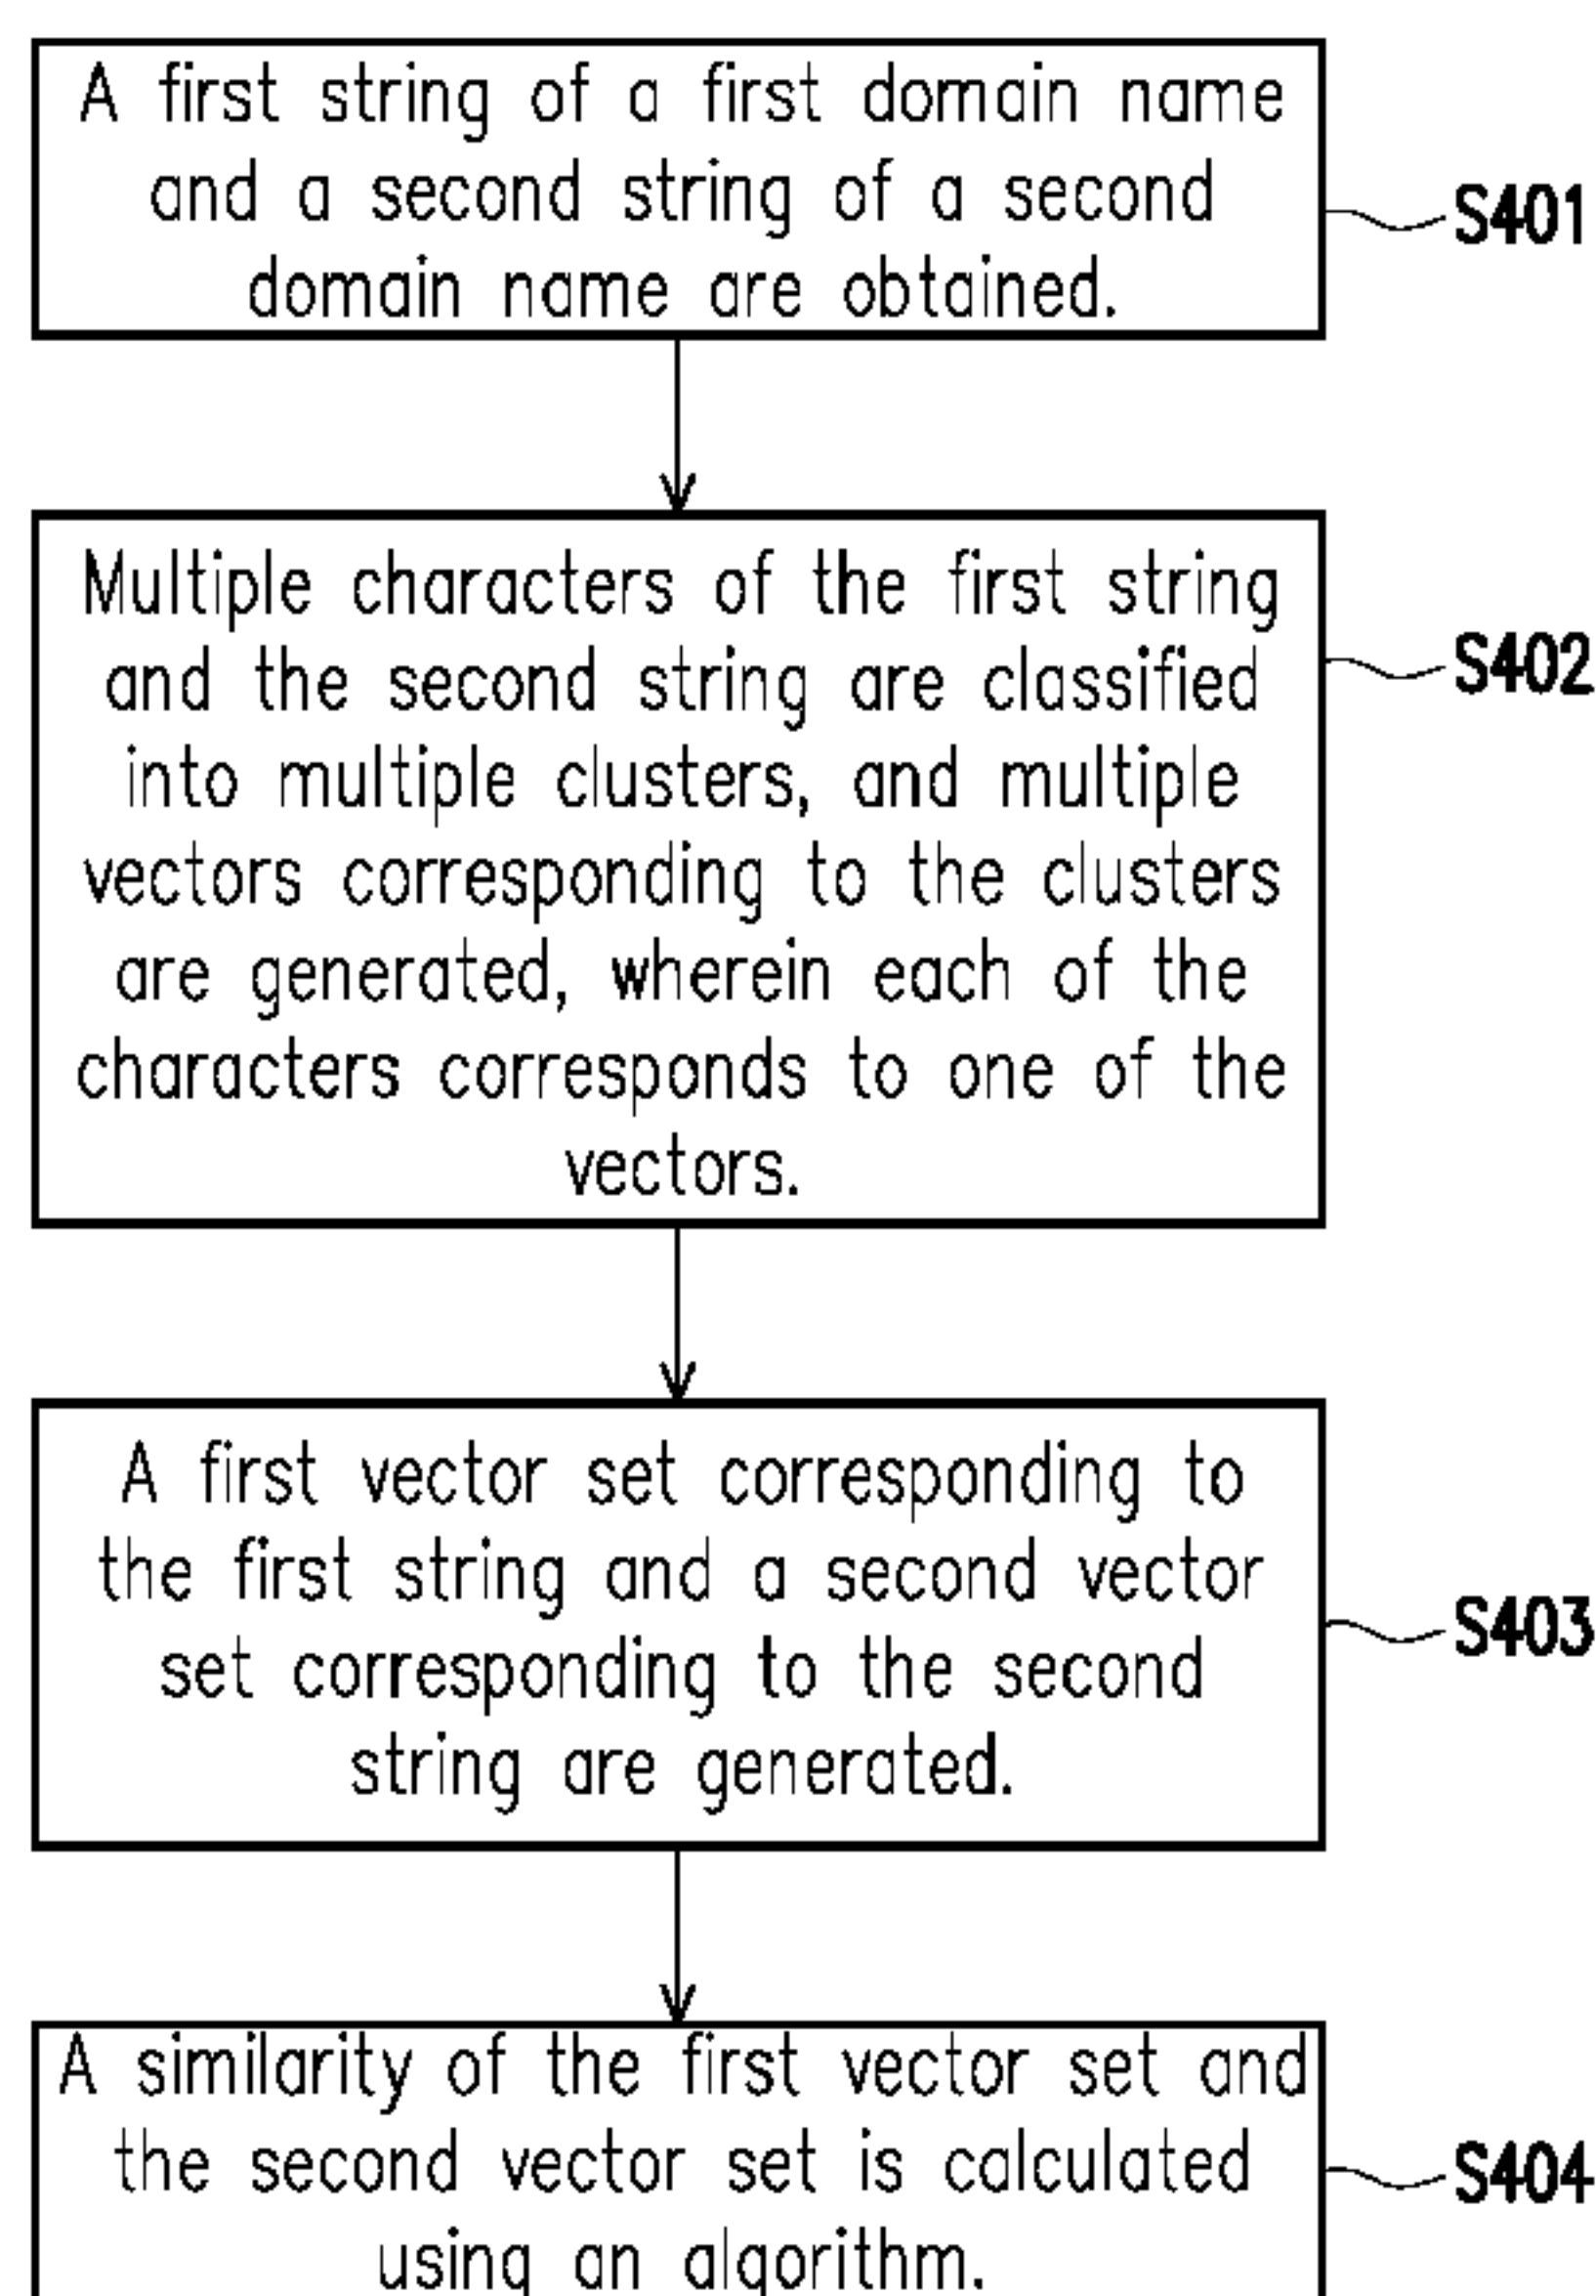 A first string of a first domain name
and a second string of a second
domain name are obtained.
S401
Multiple characters of the first string
and the second string are classified
into multiple clusters, and multiple
vectors corresponding to the clusters
are generated, wherein each of the
characters corresponds to one of the
vectors.
S402
A first vector set corresponding to
the first string and a second vector
set corresponding to the second
string are generated.
S403
A similarity of the first vector set and
the second vector set is calculated
using an algorithm.
S404